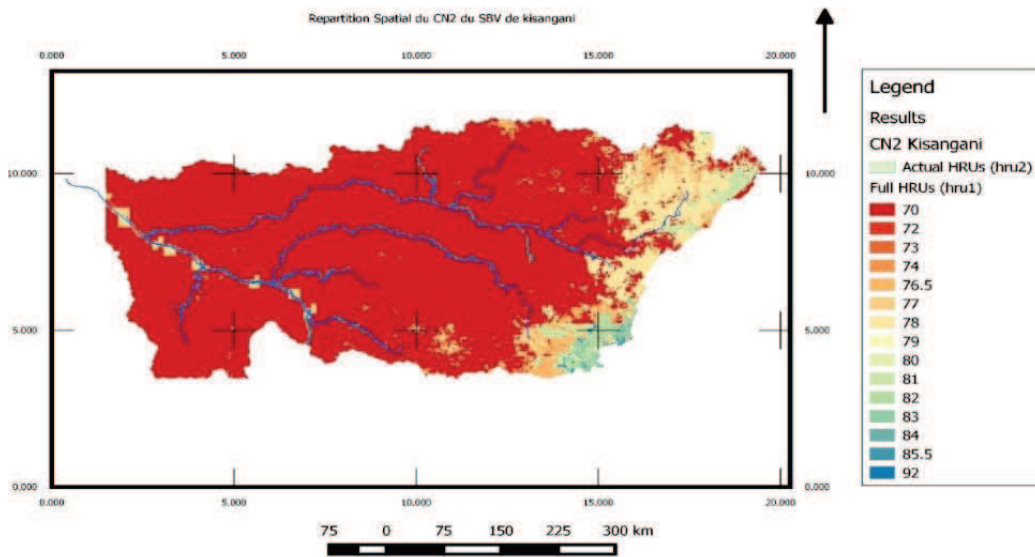 Repartition Spatial du CN2 du SBV de kisangani
0.000 5.000 10.000 15.000 20.000
10.000 10.000
5.000 5.000
0.000 0.000
0.000 5.000 10.000 15.000 20.000
75 0 75 150 225 300 km
Legend
Results
CN2 Kisangani
Actual HRUs (hru2)
Full HRUs (hru1)
70
72
73
74
76.5
77
78
79
80
81
82
83
84
85.5
92